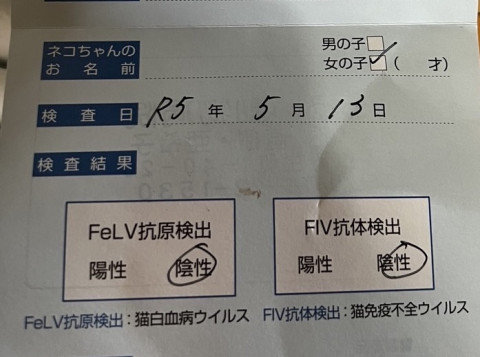 ネコちゃんの
お名前
男の子□
女の子☑( 才)
検査日 R5年 5月 13日
検査結果
FeLV抗原検出
陽性 陰性
FIV抗体検出
陽性 陰性
FeLV抗原検出:猫白血病ウイルス FIV抗体検出:猫免疫不全ウイルス